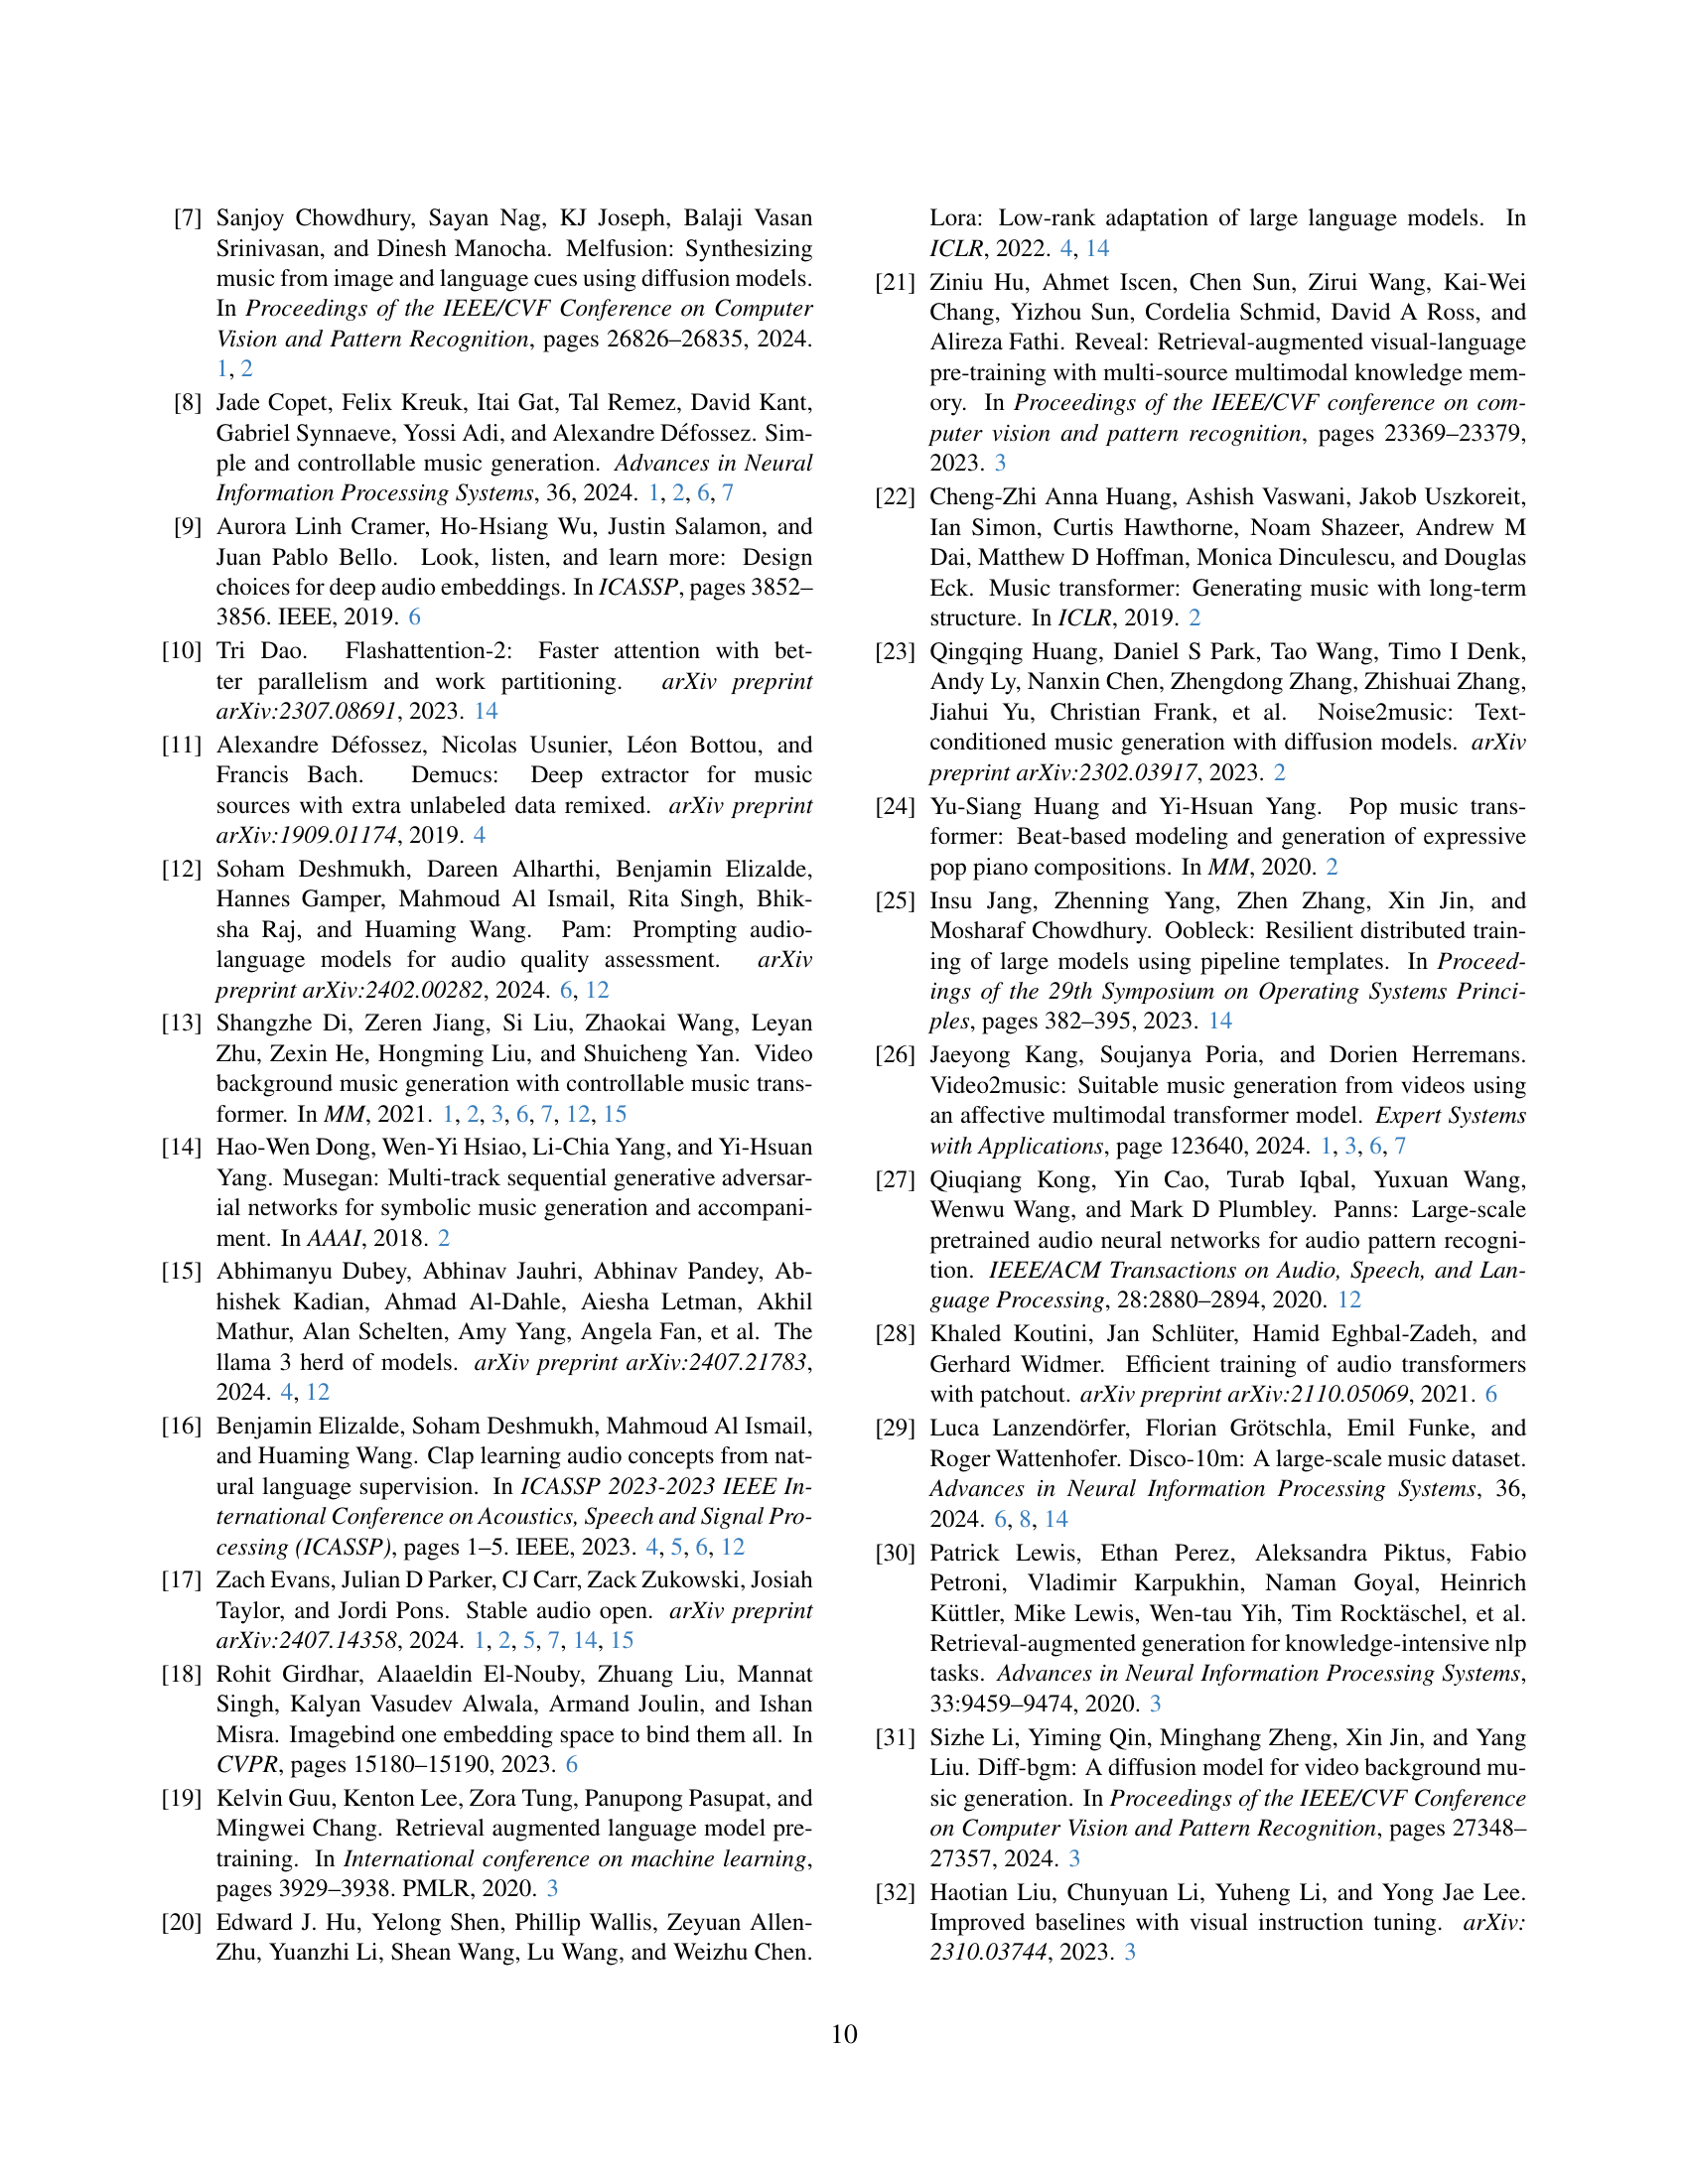 [7] Sanjoy Chowdhury, Sayan Nag, KJ Joseph, Balaji Vasan
Srinivasan, and Dinesh Manocha. Melfusion: Synthesizing
music from image and language cues using diffusion models.
In Proceedings of the IEEE/CVF Conference on Computer
Vision and Pattern Recognition, pages 26826–26835, 2024.
1, 2
[8] Jade Copet, Felix Kreuk, Itai Gat, Tal Remez, David Kant,
Gabriel Synnaeve, Yossi Adi, and Alexandre Défossez. Sim-
ple and controllable music generation. Advances in Neural
Information Processing Systems, 36, 2024. 1, 2, 6, 7
[9] Aurora Linh Cramer, Ho-Hsiang Wu, Justin Salamon, and
Juan Pablo Bello. Look, listen, and learn more: Design
choices for deep audio embeddings. In ICASSP, pages 3852–
3856. IEEE, 2019. 6
[10] Tri Dao. Flashattention-2: Faster attention with bet-
ter parallelism and work partitioning. arXiv preprint
arXiv:2307.08691, 2023. 14
[11] Alexandre Défossez, Nicolas Usunier, Léon Bottou, and
Francis Bach. Demucs: Deep extractor for music
sources with extra unlabeled data remixed. arXiv preprint
arXiv:1909.01174, 2019. 4
[12] Soham Deshmukh, Dareen Alharthi, Benjamin Elizalde,
Hannes Gamper, Mahmoud Al Ismail, Rita Singh, Bhik-
sha Raj, and Huaming Wang. Pam: Prompting audio-
language models for audio quality assessment. arXiv
preprint arXiv:2402.00282, 2024. 6, 12
[13] Shangzhe Di, Zeren Jiang, Si Liu, Zhaokai Wang, Leyan
Zhu, Zexin He, Hongming Liu, and Shuicheng Yan. Video
background music generation with controllable music trans-
former. In MM, 2021. 1, 2, 3, 6, 7, 12, 15
[14] Hao-Wen Dong, Wen-Yi Hsiao, Li-Chia Yang, and Yi-Hsuan
Yang. Musegan: Multi-track sequential generative adversar-
ial networks for symbolic music generation and accompani-
ment. In AAAI, 2018. 2
[15] Abhimanyu Dubey, Abhinav Jauhri, Abhinav Pandey, Ab-
hishek Kadian, Ahmad Al-Dahle, Aiesha Letman, Akhil
Mathur, Alan Schelten, Amy Yang, Angela Fan, et al. The
llama 3 herd of models. arXiv preprint arXiv:2407.21783,
2024. 4, 12
[16] Benjamin Elizalde, Soham Deshmukh, Mahmoud Al Ismail,
and Huaming Wang. Clap learning audio concepts from nat-
ural language supervision. In ICASSP 2023-2023 IEEE In-
ternational Conference on Acoustics, Speech and Signal Pro-
cessing (ICASSP), pages 1–5. IEEE, 2023. 4, 5, 6, 12
[17] Zach Evans, Julian D Parker, CJ Carr, Zack Zukowski, Josiah
Taylor, and Jordi Pons. Stable audio open. arXiv preprint
arXiv:2407.14358, 2024. 1, 2, 5, 7, 14, 15
[18] Rohit Girdhar, Alaaeldin El-Nouby, Zhuang Liu, Mannat
Singh, Kalyan Vasudev Alwala, Armand Joulin, and Ishan
Misra. Imagebind one embedding space to bind them all. In
CVPR, pages 15180–15190, 2023. 6
[19] Kelvin Guu, Kenton Lee, Zora Tung, Panupong Pasupat, and
Mingwei Chang. Retrieval augmented language model pre-
training. In International conference on machine learning,
pages 3929–3938. PMLR, 2020. 3
[20] Edward J. Hu, Yelong Shen, Phillip Wallis, Zeyuan Allen-
Zhu, Yuanzhi Li, Shean Wang, Lu Wang, and Weizhu Chen.
Lora: Low-rank adaptation of large language models. In
ICLR, 2022. 4, 14
[21] Ziniu Hu, Ahmet Iscen, Chen Sun, Zirui Wang, Kai-Wei
Chang, Yizhou Sun, Cordelia Schmid, David A Ross, and
Alireza Fathi. Reveal: Retrieval-augmented visual-language
pre-training with multi-source multimodal knowledge mem-
ory. In Proceedings of the IEEE/CVF conference on com-
puter vision and pattern recognition, pages 23369–23379,
2023. 3
[22] Cheng-Zhi Anna Huang, Ashish Vaswani, Jakob Uszkoreit,
Ian Simon, Curtis Hawthorne, Noam Shazeer, Andrew M
Dai, Matthew D Hoffman, Monica Dinculescu, and Douglas
Eck. Music transformer: Generating music with long-term
structure. In ICLR, 2019. 2
[23] Qingqing Huang, Daniel S Park, Tao Wang, Timo I Denk,
Andy Ly, Nanxin Chen, Zhengdong Zhang, Zhishuai Zhang,
Jiahui Yu, Christian Frank, et al. Noise2music: Text-
conditioned music generation with diffusion models. arXiv
preprint arXiv:2302.03917, 2023. 2
[24] Yu-Siang Huang and Yi-Hsuan Yang. Pop music trans-
former: Beat-based modeling and generation of expressive
pop piano compositions. In MM, 2020. 2
[25] Insu Jang, Zhenning Yang, Zhen Zhang, Xin Jin, and
Mosharaf Chowdhury. Oobleck: Resilient distributed train-
ing of large models using pipeline templates. In Proceed-
ings of the 29th Symposium on Operating Systems Princi-
ples, pages 382–395, 2023. 14
[26] Jaeyong Kang, Soujanya Poria, and Dorien Herremans.
Video2music: Suitable music generation from videos using
an affective multimodal transformer model. Expert Systems
with Applications, page 123640, 2024. 1, 3, 6, 7
[27] Qiuqiang Kong, Yin Cao, Turab Iqbal, Yuxuan Wang,
Wenwu Wang, and Mark D Plumbley. Panns: Large-scale
pretrained audio neural networks for audio pattern recogni-
tion. IEEE/ACM Transactions on Audio, Speech, and Lan-
guage Processing, 28:2880–2894, 2020. 12
[28] Khaled Koutini, Jan Schlüter, Hamid Eghbal-Zadeh, and
Gerhard Widmer. Efficient training of audio transformers
with patchout. arXiv preprint arXiv:2110.05069, 2021. 6
[29] Luca Lanzendörfer, Florian Grötschla, Emil Funke, and
Roger Wattenhofer. Disco-10m: A large-scale music dataset.
Advances in Neural Information Processing Systems, 36,
2024. 6, 8, 14
[30] Patrick Lewis, Ethan Perez, Aleksandra Piktus, Fabio
Petroni, Vladimir Karpukhin, Naman Goyal, Heinrich
Küttler, Mike Lewis, Wen-tau Yih, Tim Rocktäschel, et al.
Retrieval-augmented generation for knowledge-intensive nlp
tasks. Advances in Neural Information Processing Systems,
33:9459–9474, 2020. 3
[31] Sizhe Li, Yiming Qin, Minghang Zheng, Xin Jin, and Yang
Liu. Diff-bgm: A diffusion model for video background mu-
sic generation. In Proceedings of the IEEE/CVF Conference
on Computer Vision and Pattern Recognition, pages 27348–
27357, 2024. 3
[32] Haotian Liu, Chunyuan Li, Yuheng Li, and Yong Jae Lee.
Improved baselines with visual instruction tuning. arXiv:
2310.03744, 2023. 3
10